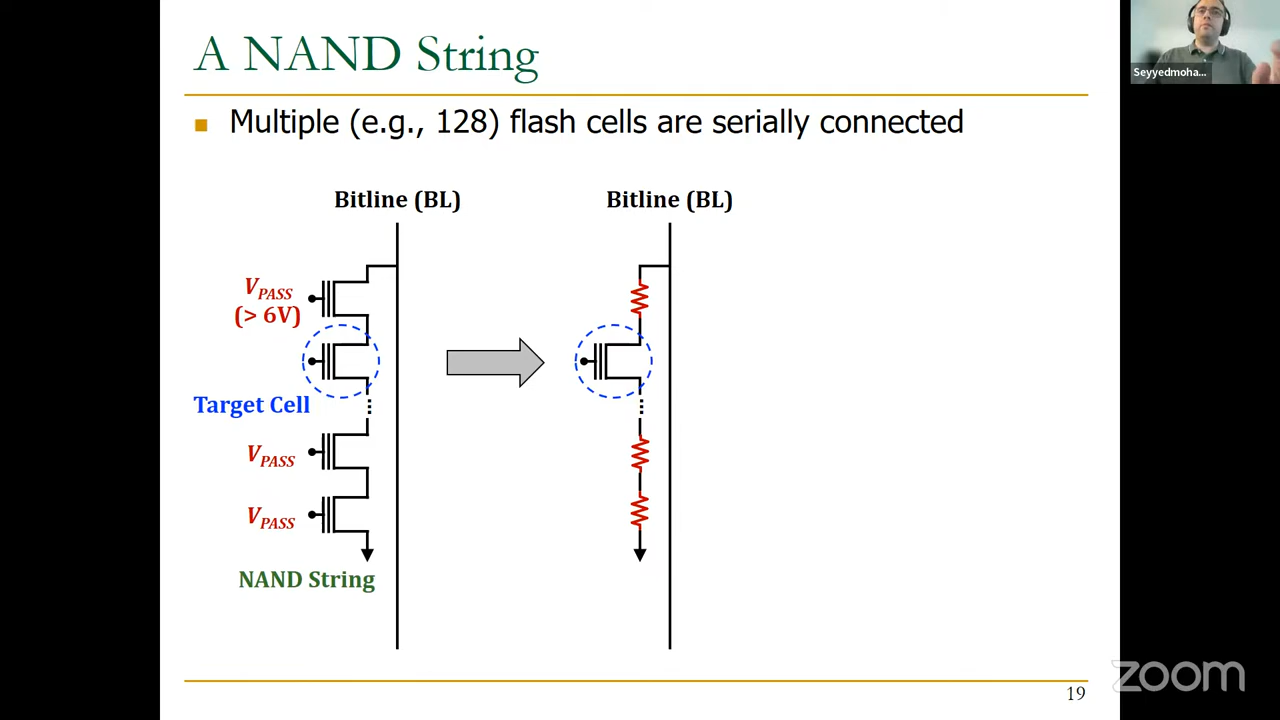 A NAND String
Seyyedmoha...
Multiple (e.g., 128) flash cells are serially connected
Bitline (BL)
Bitline (BL)
VPASS
(> 6V)
Target Cell
VPASS
VPASS
NAND String
19
zoom